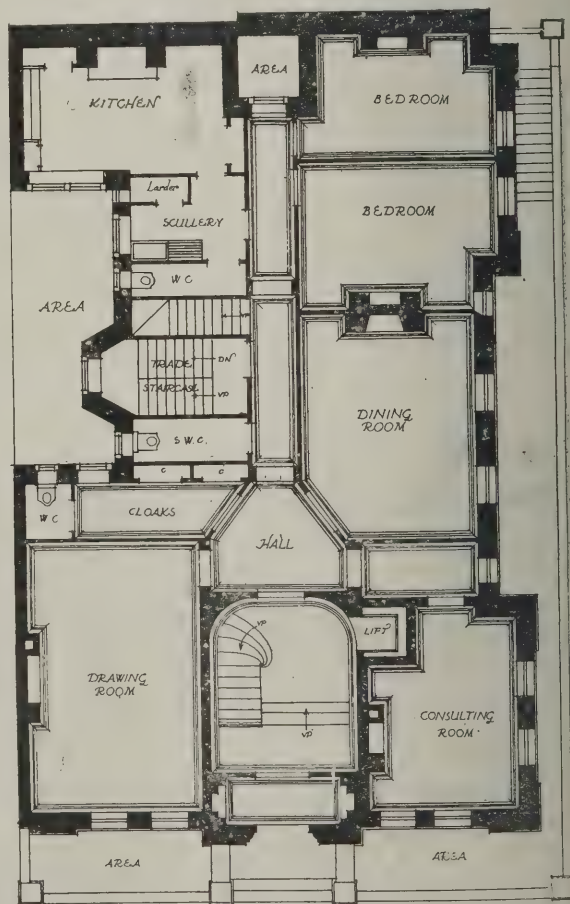 KITCHEN
AREA
BEDROOM
Larder
SCULLERY
BEDROOM
W C
AREA
TRADE
STAIRCASE
DN
UP
DINING
ROOM
S W.C.
C
C
W C
CLOAKS
HALL
UP
LIFT
DRAWING
ROOM
UP
CONSULTING
ROOM
AREA
AREA